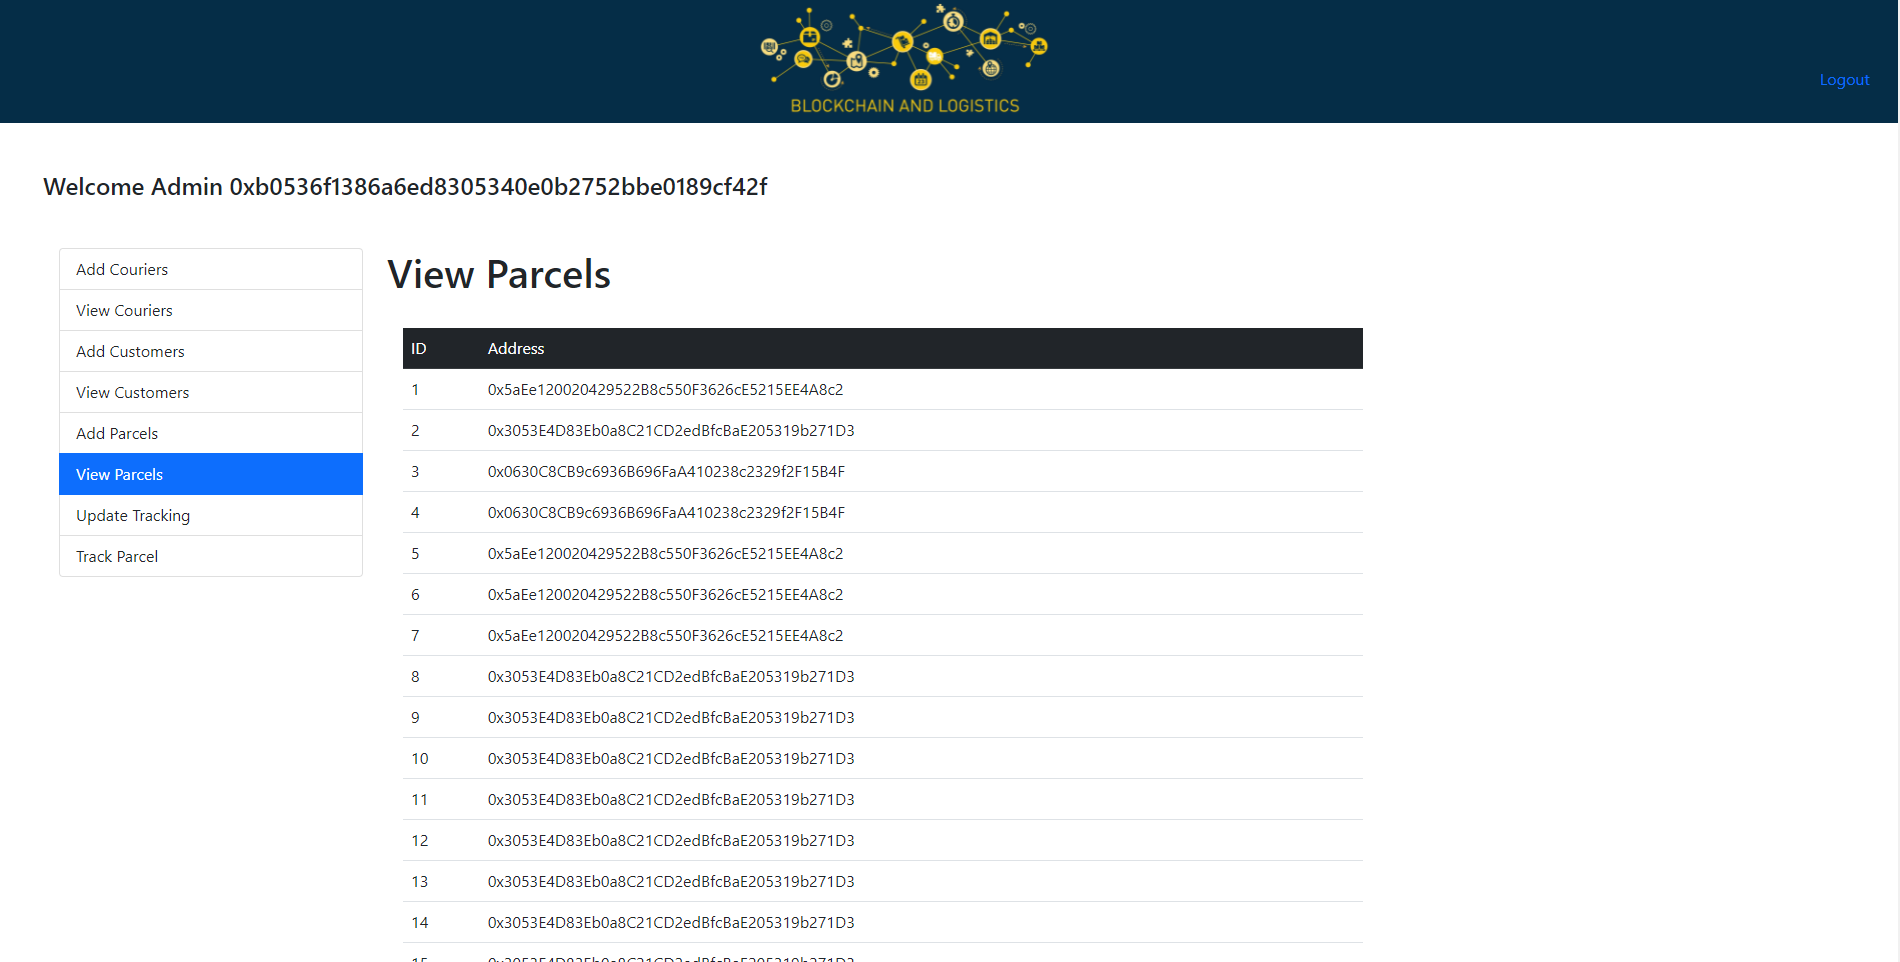 BLOCKCHAIN AND LOGISTICS
Logout
Welcome Admin 0xb0536f1386a6ed8305340e0b2752bbe0189cf42f
Add Couriers
View Couriers
Add Customers
View Customers
Add Parcels
View Parcels
Update Tracking
Track Parcel
View Parcels
ID Address
1 0x5aEe120020429522B8c550F3626cE5215EE4A8c2
2 0x3053E4D83Eb0a8C21CD2edBfcBaE205319b271D3
3 0x0630C8CB9c6936B696FaA410238c2329f2F15B4F
4 0x0630C8CB9c6936B696FaA410238c2329f2F15B4F
5 0x5aEe120020429522B8c550F3626cE5215EE4A8c2
6 0x5aEe120020429522B8c550F3626cE5215EE4A8c2
7 0x5aEe120020429522B8c550F3626cE5215EE4A8c2
8 0x3053E4D83Eb0a8C21CD2edBfcBaE205319b271D3
9 0x3053E4D83Eb0a8C21CD2edBfcBaE205319b271D3
10 0x3053E4D83Eb0a8C21CD2edBfcBaE205319b271D3
11 0x3053E4D83Eb0a8C21CD2edBfcBaE205319b271D3
12 0x3053E4D83Eb0a8C21CD2edBfcBaE205319b271D3
13 0x3053E4D83Eb0a8C21CD2edBfcBaE205319b271D3
14 0x3053E4D83Eb0a8C21CD2edBfcBaE205319b271D3